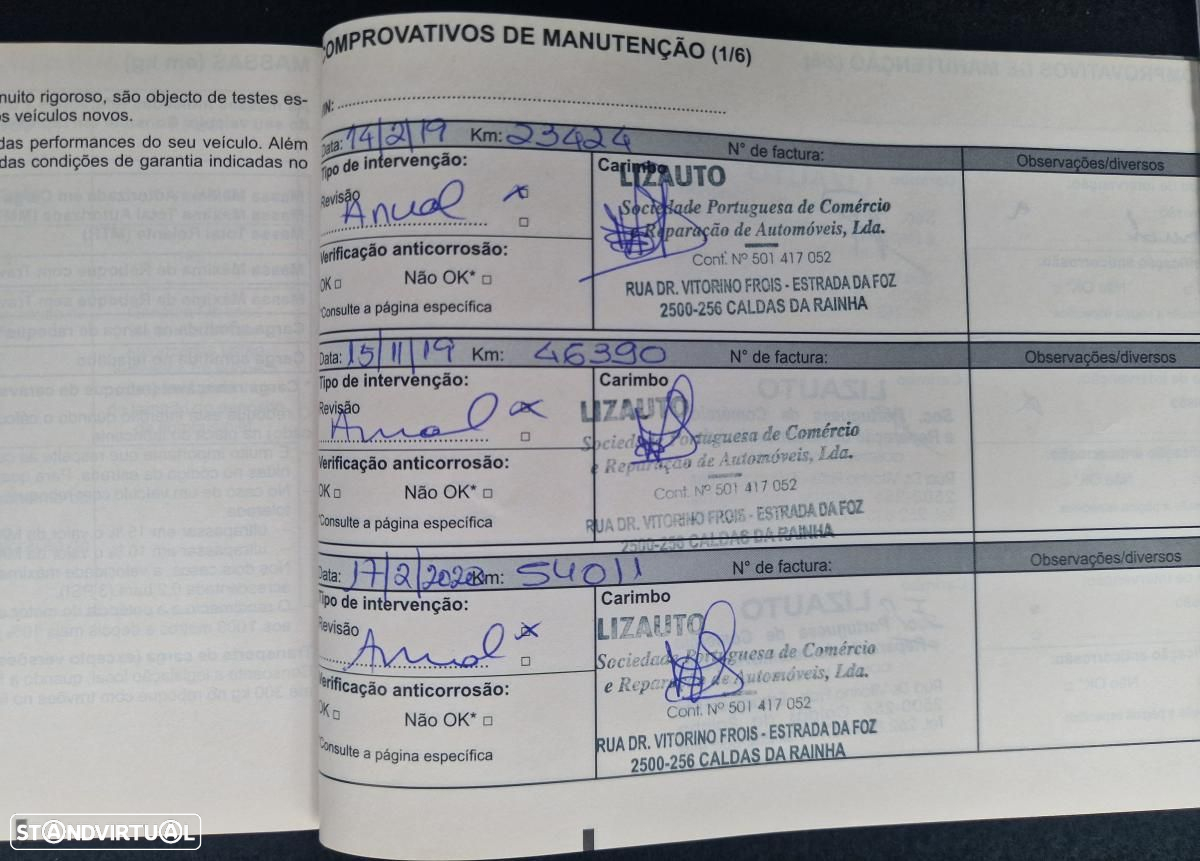 muito rigoroso, são objecto de testes es-
os veículos novos.
das performances do seu veículo. Além
das condições de garantia indicadas no
COMPROVATIVOS DE MANUTENÇÃO (1/6)
VIN:
Data: 14/2/19 Km: 23424 N° de factura: Observações/diversos
Tipo de intervenção:
Revisão
Anual
Verificação anticorrosão:
OK Não OK*
*Consulte a página específica
Carimbo
LIZAUTO
Sociedade Portuguesa de Comércio
e Reparação de Automóveis, Lda.
Cont. Nº 501 417 052
RUA DR. VITORINO FROIS - ESTRADA DA FOZ
2500-256 CALDAS DA RAINHA
Data: 15/11/19 Km: 46390 N° de factura: Observações/diversos
Tipo de intervenção:
Revisão
Anual
Verificação anticorrosão:
OK Não OK*
*Consulte a página específica
Carimbo
LIZAUTO
Sociedade Portuguesa de Comércio
e Reparação de Automóveis, Lda.
Cont. Nº 501 417 052
RUA DR. VITORINO FROIS - ESTRADA DA FOZ
2500-256 CALDAS DA RAINHA
Data: 17/2/2020 Km: 54011 N° de factura: Observações/diversos
Tipo de intervenção:
Revisão
Anual
Verificação anticorrosão:
OK Não OK*
*Consulte a página específica
Carimbo
LIZAUTO
Sociedade Portuguesa de Comércio
e Reparação de Automóveis, Lda.
Cont. Nº 501 417 052
RUA DR. VITORINO FROIS - ESTRADA DA FOZ
2500-256 CALDAS DA RAINHA
STANDVIRTUAL